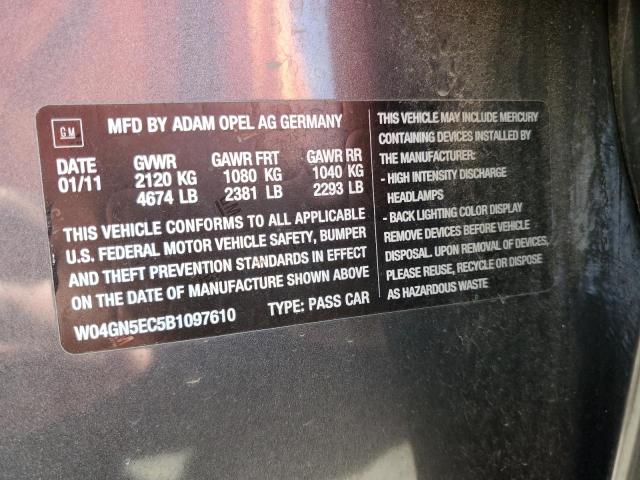 GM
MFD BY ADAM OPEL AG GERMANY
DATE GVWR GAWR FRT GAWR RR
01/11 2120 KG 1080 KG 1040 KG
4674 LB 2381 LB 2293 LB
THIS VEHICLE CONFORMS TO ALL APPLICABLE
U.S. FEDERAL MOTOR VEHICLE SAFETY, BUMPER
AND THEFT PREVENTION STANDARDS IN EFFECT
ON THE DATE OF MANUFACTURE SHOWN ABOVE
W04GN5EC5B1097610 TYPE: PASS CAR
THIS VEHICLE MAY INCLUDE MERCURY
CONTAINING DEVICES INSTALLED BY
THE MANUFACTURER:
- HIGH INTENSITY DISCHARGE
HEADLAMPS
- BACK LIGHTING COLOR DISPLAY
REMOVE DEVICES BEFORE VEHICLE
DISPOSAL. UPON REMOVAL OF DEVICES,
PLEASE REUSE, RECYCLE OR DISPOSE
AS HAZARDOUS WASTE